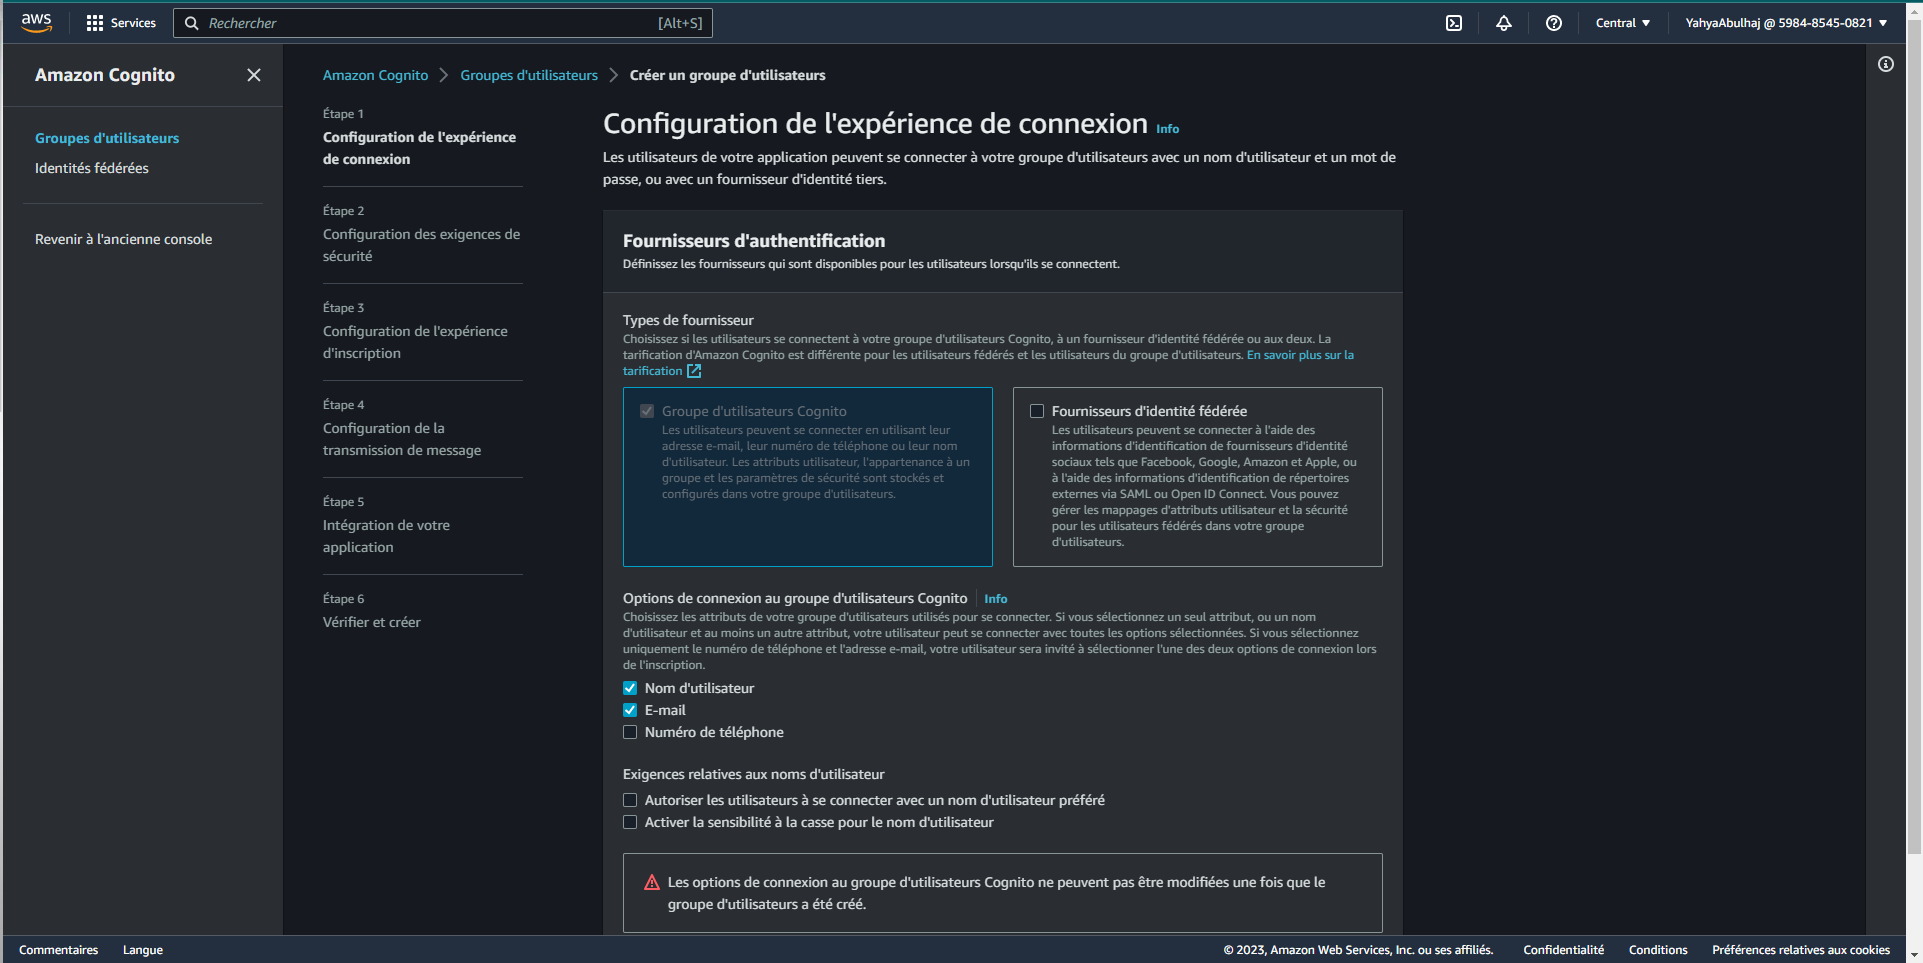 aws
Services
Rechercher
[Alt+S]
Central
YahyaAbulhaj @ 5984-8545-0821
Amazon Cognito
Groupes d'utilisateurs
Identités fédérées
Revenir à l'ancienne console
Amazon Cognito > Groupes d'utilisateurs > Créer un groupe d'utilisateurs
Étape 1
Configuration de l'expérience
de connexion
Étape 2
Configuration des exigences de
sécurité
Étape 3
Configuration de l'expérience
d'inscription
Étape 4
Configuration de la
transmission de message
Étape 5
Intégration de votre
application
Étape 6
Vérifier et créer
Configuration de l'expérience de connexion Info
Les utilisateurs de votre application peuvent se connecter à votre groupe d'utilisateurs avec un nom d'utilisateur et un mot de
passe, ou avec un fournisseur d'identité tiers.
Fournisseurs d'authentification
Définissez les fournisseurs qui sont disponibles pour les utilisateurs lorsqu'ils se connectent.
Types de fournisseur
Choisissez si les utilisateurs se connectent à votre groupe d'utilisateurs Cognito, à un fournisseur d'identité fédérée ou aux deux. La
tarification d'Amazon Cognito est différente pour les utilisateurs fédérés et les utilisateurs du groupe d'utilisateurs. En savoir plus sur la
tarification
Groupe d'utilisateurs Cognito
Les utilisateurs peuvent se connecter en utilisant leur
adresse e-mail, leur numéro de téléphone ou leur nom
d'utilisateur. Les attributs utilisateur, l'appartenance à un
groupe et les paramètres de sécurité sont stockés et
configurés dans votre groupe d'utilisateurs.
Fournisseurs d'identité fédérée
Les utilisateurs peuvent se connecter à l'aide des
informations d'identification de fournisseurs d'identité
sociaux tels que Facebook, Google, Amazon et Apple, ou
à l'aide des informations d'identification de répertoires
externes via SAML ou Open ID Connect. Vous pouvez
gérer les mappages d'attributs utilisateur et la sécurité
pour les utilisateurs fédérés dans votre groupe
d'utilisateurs.
Options de connexion au groupe d'utilisateurs Cognito | Info
Choisissez les attributs de votre groupe d'utilisateurs utilisés pour se connecter. Si vous sélectionnez un seul attribut, ou un nom
d'utilisateur et au moins un autre attribut, votre utilisateur peut se connecter avec toutes les options sélectionnées. Si vous sélectionnez
uniquement le numéro de téléphone et l'adresse e-mail, votre utilisateur sera invité à sélectionner l'une des deux options de connexion lors
de l'inscription.
Nom d'utilisateur
E-mail
Numéro de téléphone
Exigences relatives aux noms d'utilisateur
Autoriser les utilisateurs à se connecter avec un nom d'utilisateur préféré
Activer la sensibilité à la casse pour le nom d'utilisateur
Les options de connexion au groupe d'utilisateurs Cognito ne peuvent pas être modifiées une fois que le
groupe d'utilisateurs a été créé.
Commentaires
Langue
© 2023, Amazon Web Services, Inc. ou ses affiliés.
Confidentialité
Conditions
Préférences relatives aux cookies